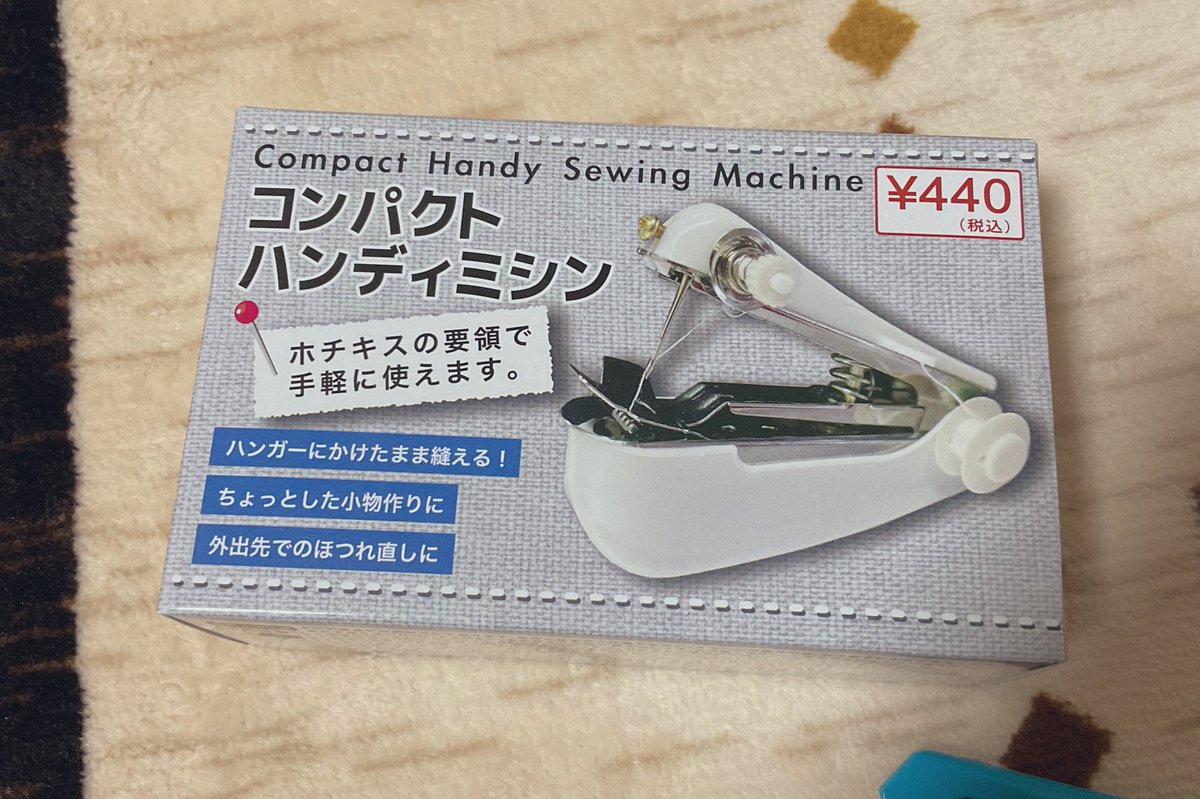 Compact Handy Sewing Machine
¥440
(税込)
コンパクト
ハンディミシン
ホチキスの要領で
手軽に使えます。
ハンガーにかけたまま縫える！
ちょっとした小物作りに
外出先でのほつれ直しに